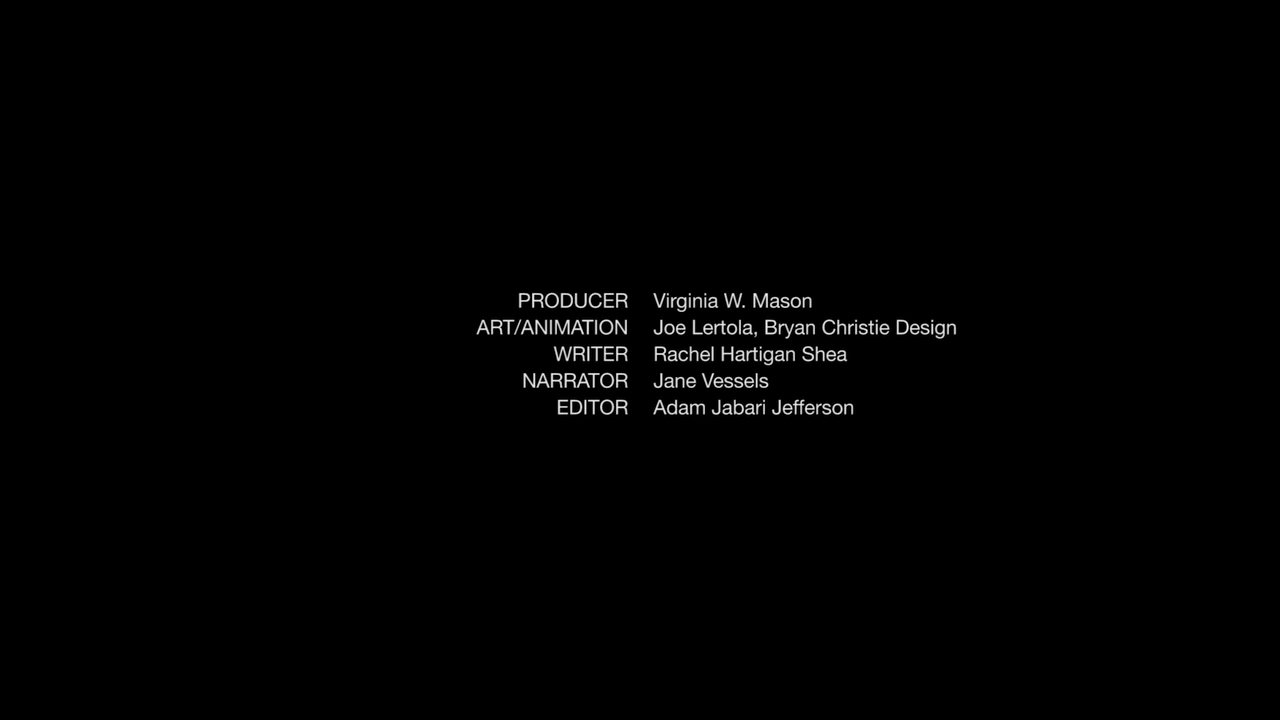 PRODUCER Virginia W. Mason
ART/ANIMATION Joe Lertola, Bryan Christie Design
WRITER Rachel Hartigan Shea
NARRATOR Jane Vessels
EDITOR Adam Jabari Jefferson